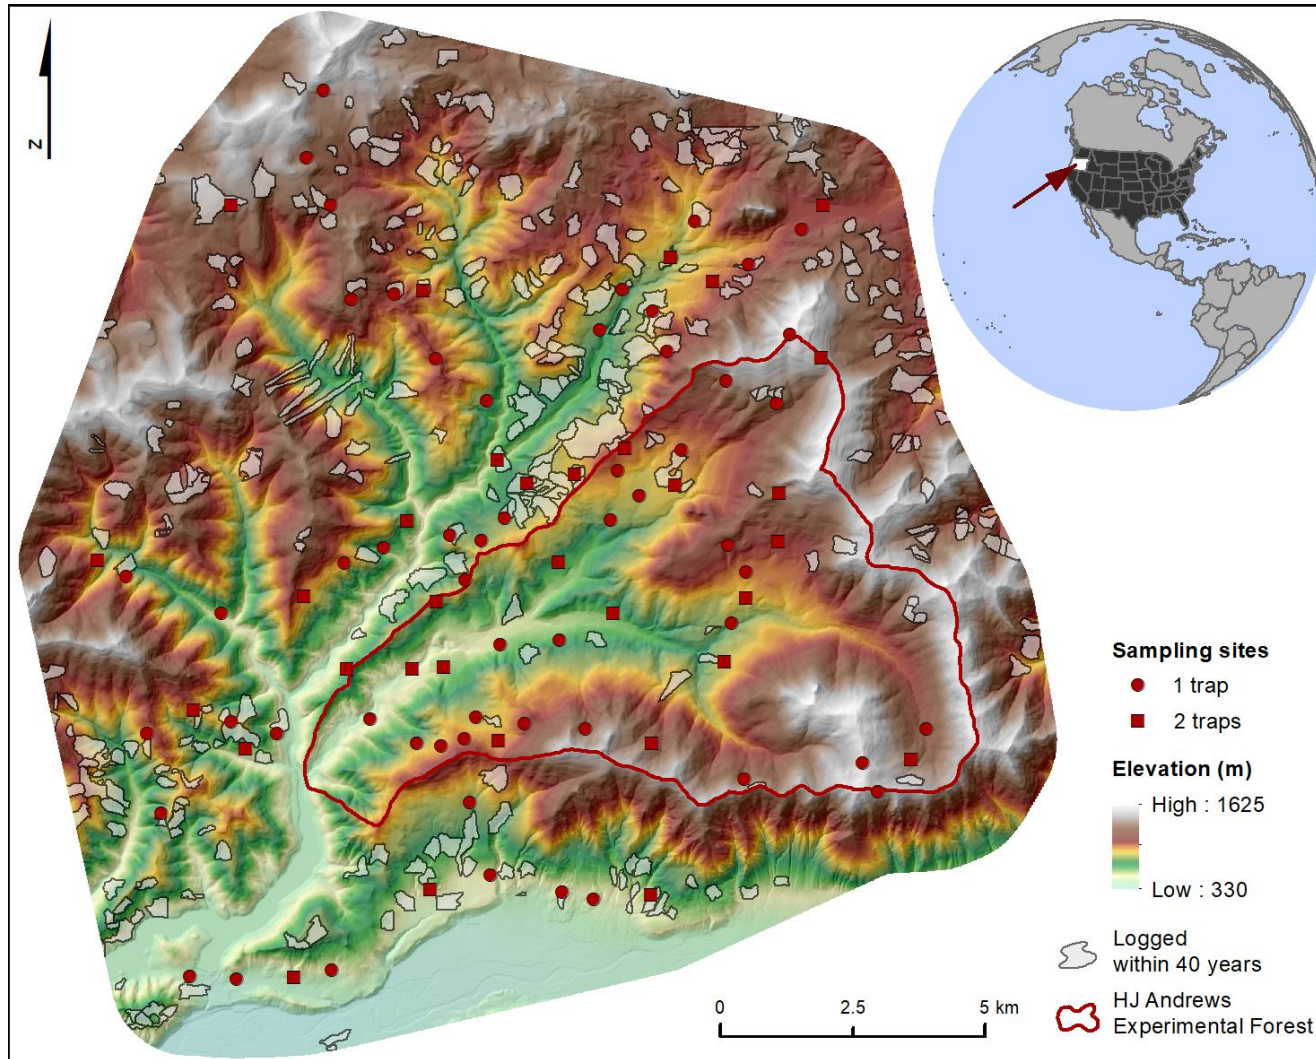 N
Sampling sites
1 trap
2 traps
Elevation (m)
High : 1625
Low : 330
Logged
within 40 years
HJ Andrews
Experimental Forest
0 2.5 5 km